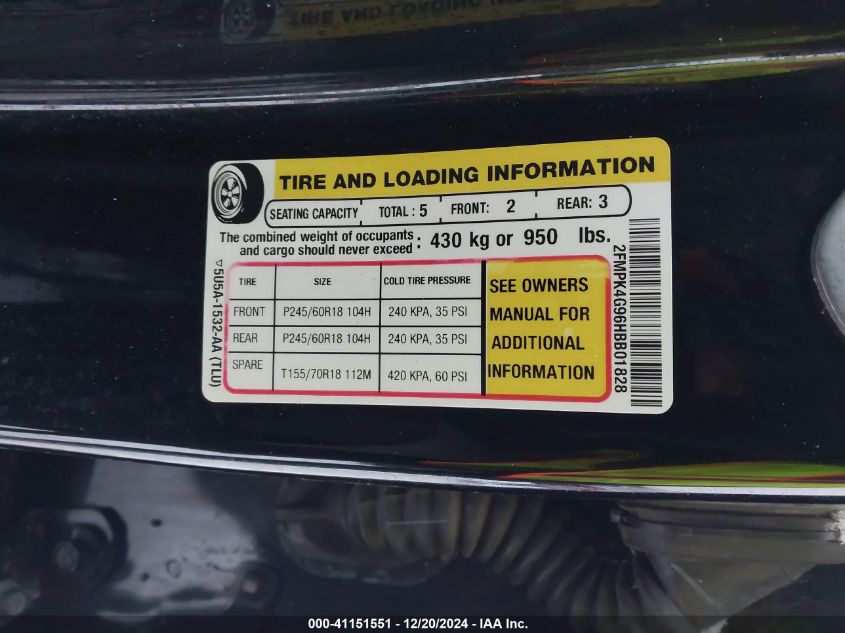 TIRE AND LOADING INFORMATION
SEATING CAPACITY TOTAL : 5 FRONT: 2 REAR: 3
The combined weight of occupants and cargo should never exceed : 430 kg or 950 lbs.
TIRE SIZE COLD TIRE PRESSURE
FRONT P245/60R18 104H 240 KPA, 35 PSI
REAR P245/60R18 104H 240 KPA, 35 PSI
SPARE T155/70R18 112M 420 KPA, 60 PSI
SEE OWNERS
MANUAL FOR
ADDITIONAL
INFORMATION
▽5U5A-1532-AA (TLU)
2FMPK4G96HBB01828
000-41151551 - 12/20/2024 - IAA Inc.